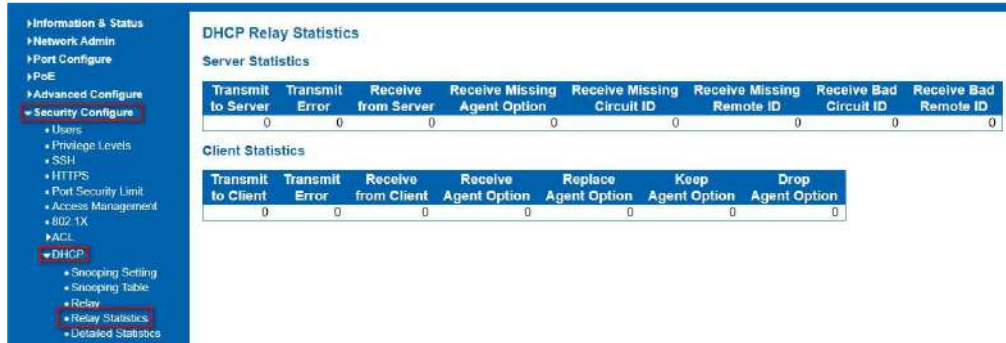 Information & Status
Network Admin
Port Configure
PoE
Advanced Configure
Security Configure
Users
Privilege Levels
SSH
HTTPS
Port Security Limit
Access Management
802.1X
ACL
DHCP
Snooping Setting
Snooping Table
Relay
Relay Statistics
Detailed Statistics
DHCP Relay Statistics
Server Statistics
Transmit to Server Transmit Error Receive from Server Receive Missing Agent Option Receive Missing Circuit ID Receive Missing Remote ID Receive Bad Circuit ID Receive Bad Remote ID
0 0 0 0 0 0 0 0
Client Statistics
Transmit to Client Transmit Error Receive from Client Receive Agent Option Replace Agent Option Keep Agent Option Drop Agent Option
0 0 0 0 0 0 0